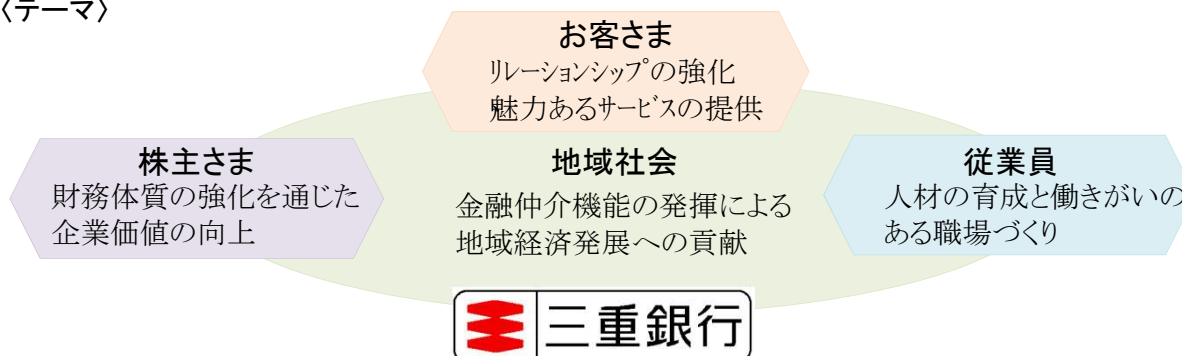 〈テーマ〉
お客さま
リレーションシップの強化
魅力あるサービスの提供
株主さま
財務体質の強化を通じた
企業価値の向上
地域社会
金融仲介機能の発揮による
地域経済発展への貢献
従業員
人材の育成と働きがいの
ある職場づくり
三重銀行